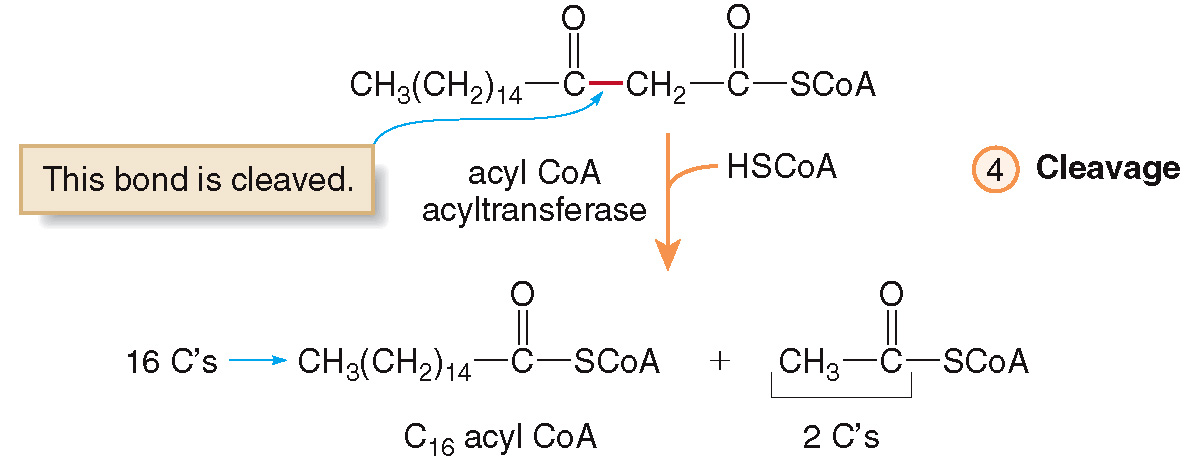 O O
CH3(CH2)14—C—CH2—C—SCoA
This bond is cleaved.
acyl CoA
acyltransferase
HSCoA
4 Cleavage
O O
16 C's CH3(CH2)14—C—SCoA + CH3—C—SCoA
C16 acyl CoA 2 C's